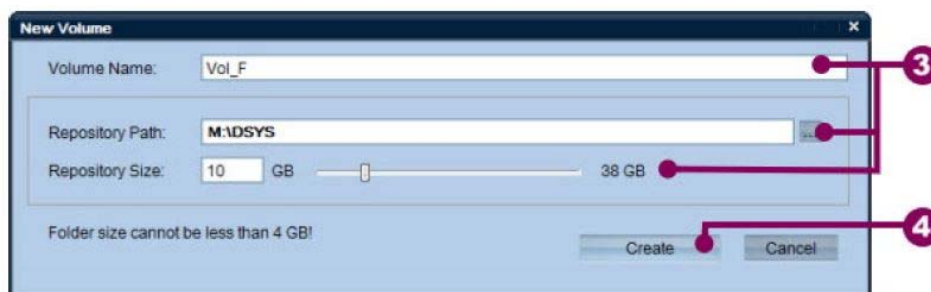 New Volume x
Volume Name: Vol_F
3
Repository Path: M:\DSYS ...
Repository Size: 10 GB 38 GB
Folder size cannot be less than 4 GB!
Create Cancel
4